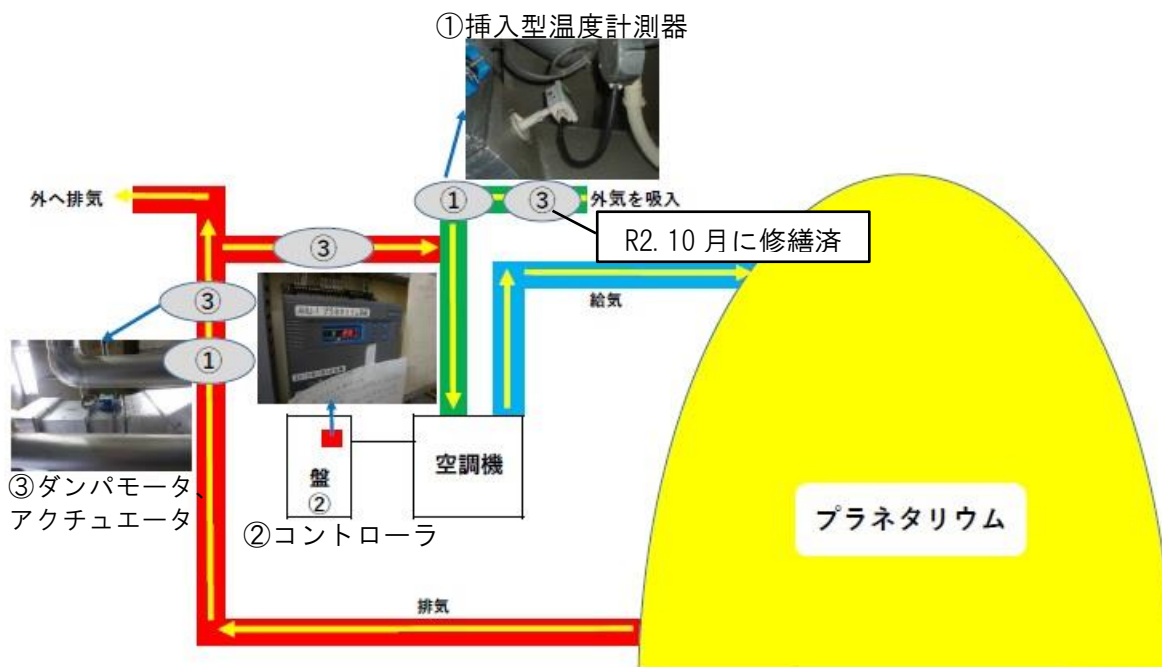 ①挿入型温度計測器
外へ排気
①
③
外気を吸入
R2.10月に修繕済
③
③
給気
①
③ダンパモータ、
アクチュエータ
盤
②
②コントローラ
空調機
プラネタリウム
排気